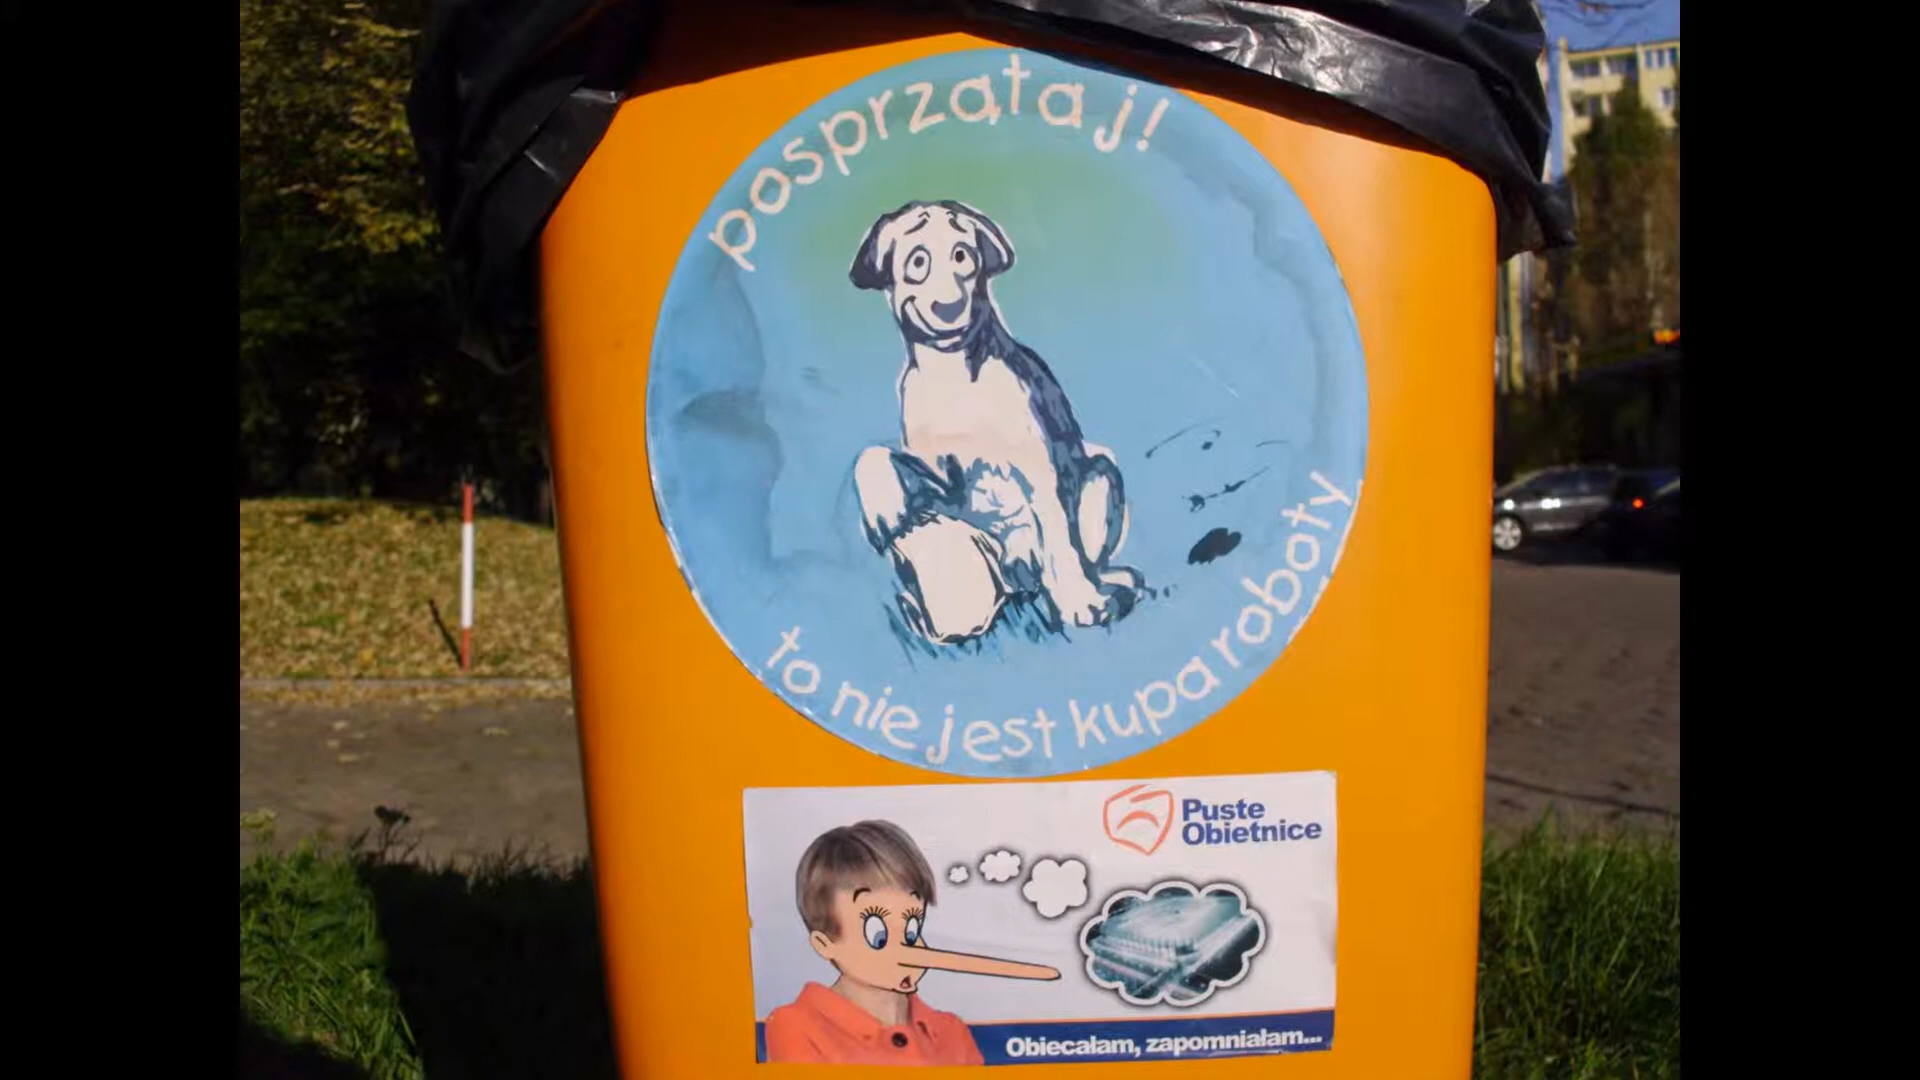 posprzątaj!
to nie jest kupa roboty
Puste
Obietnice
Obiecałam, zapomniałam...